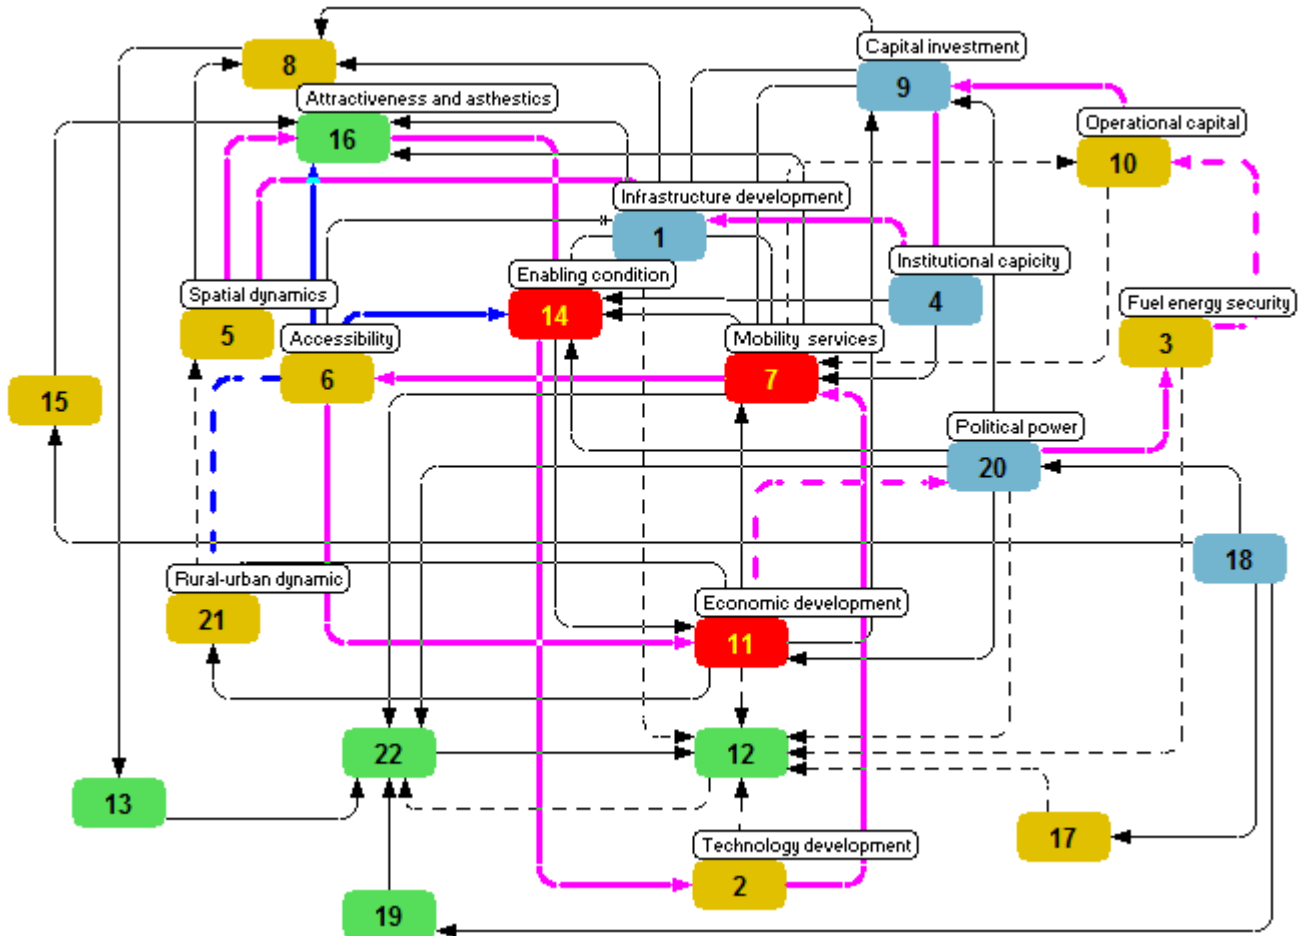 Capital investment
8
9
Attractiveness and asthestics
Operational capital
16
10
Infrastructure development
1
Institutional capicity
Enabling condition
4
Spatial dynamics
Fuel energy security
14
5
Accessibility
Mobility services
3
6
7
15
Political power
20
18
Rural-urban dynamic
21
Economic development
11
22
12
13
Technology development
17
2
19